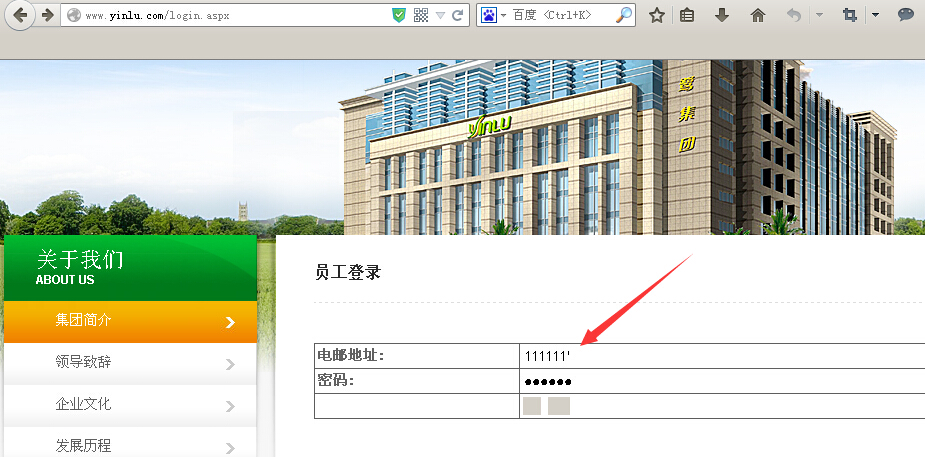 www.yinlu.com/login.aspx
百度 <Ctrl+K>
YINLU
鹭
集
团
关于我们
ABOUT US
集团简介
领导致辞
企业文化
发展历程
员工登录
电邮地址: 111111'
密码: ●●●●●●